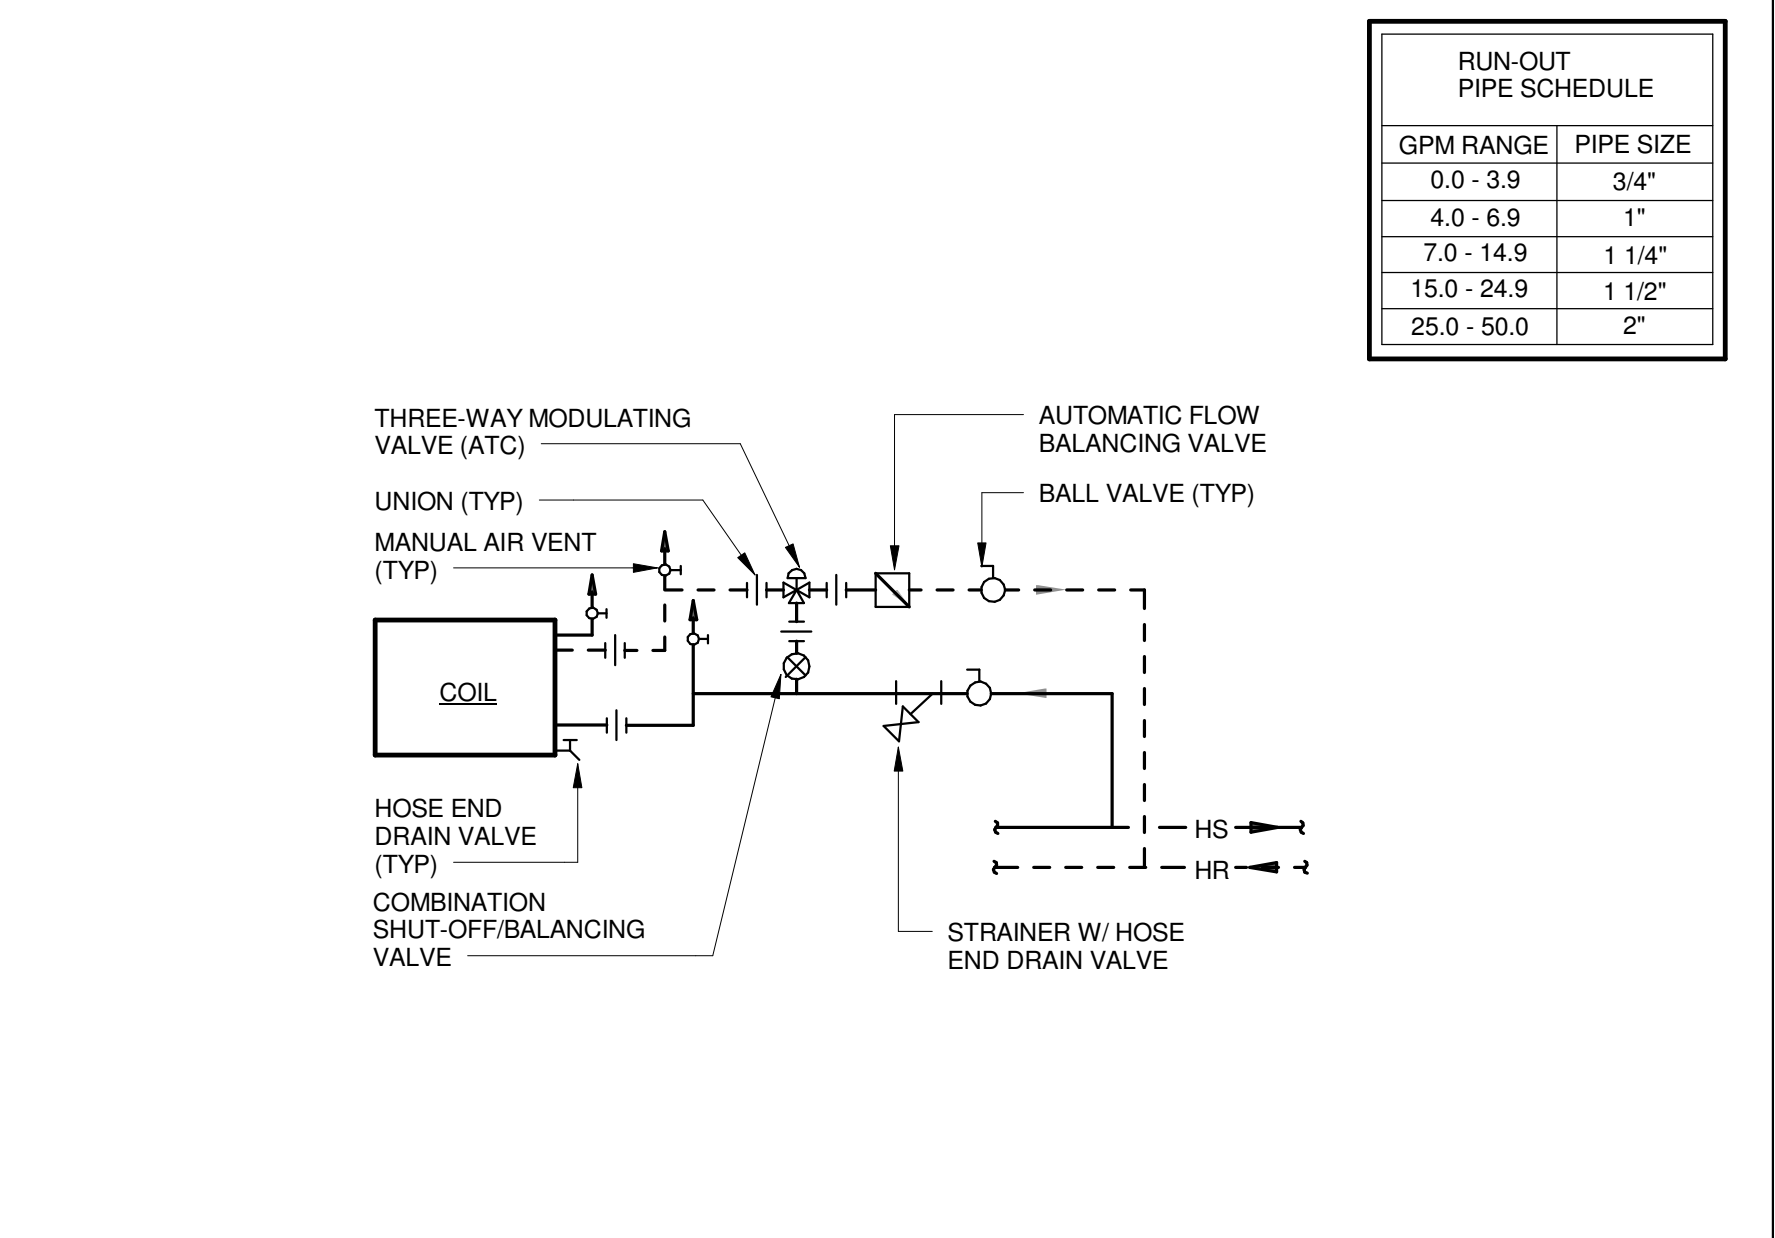 RUN-OUT
PIPE SCHEDULE
GPM RANGE PIPE SIZE
0.0 - 3.9 3/4"
4.0 - 6.9 1"
7.0 - 14.9 1 1/4"
15.0 - 24.9 1 1/2"
25.0 - 50.0 2"
THREE-WAY MODULATING
VALVE (ATC)
UNION (TYP)
MANUAL AIR VENT
(TYP)
AUTOMATIC FLOW
BALANCING VALVE
BALL VALVE (TYP)
COIL
HOSE END
DRAIN VALVE
(TYP)
COMBINATION
SHUT-OFF/BALANCING
VALVE
HS
HR
STRAINER W/ HOSE
END DRAIN VALVE